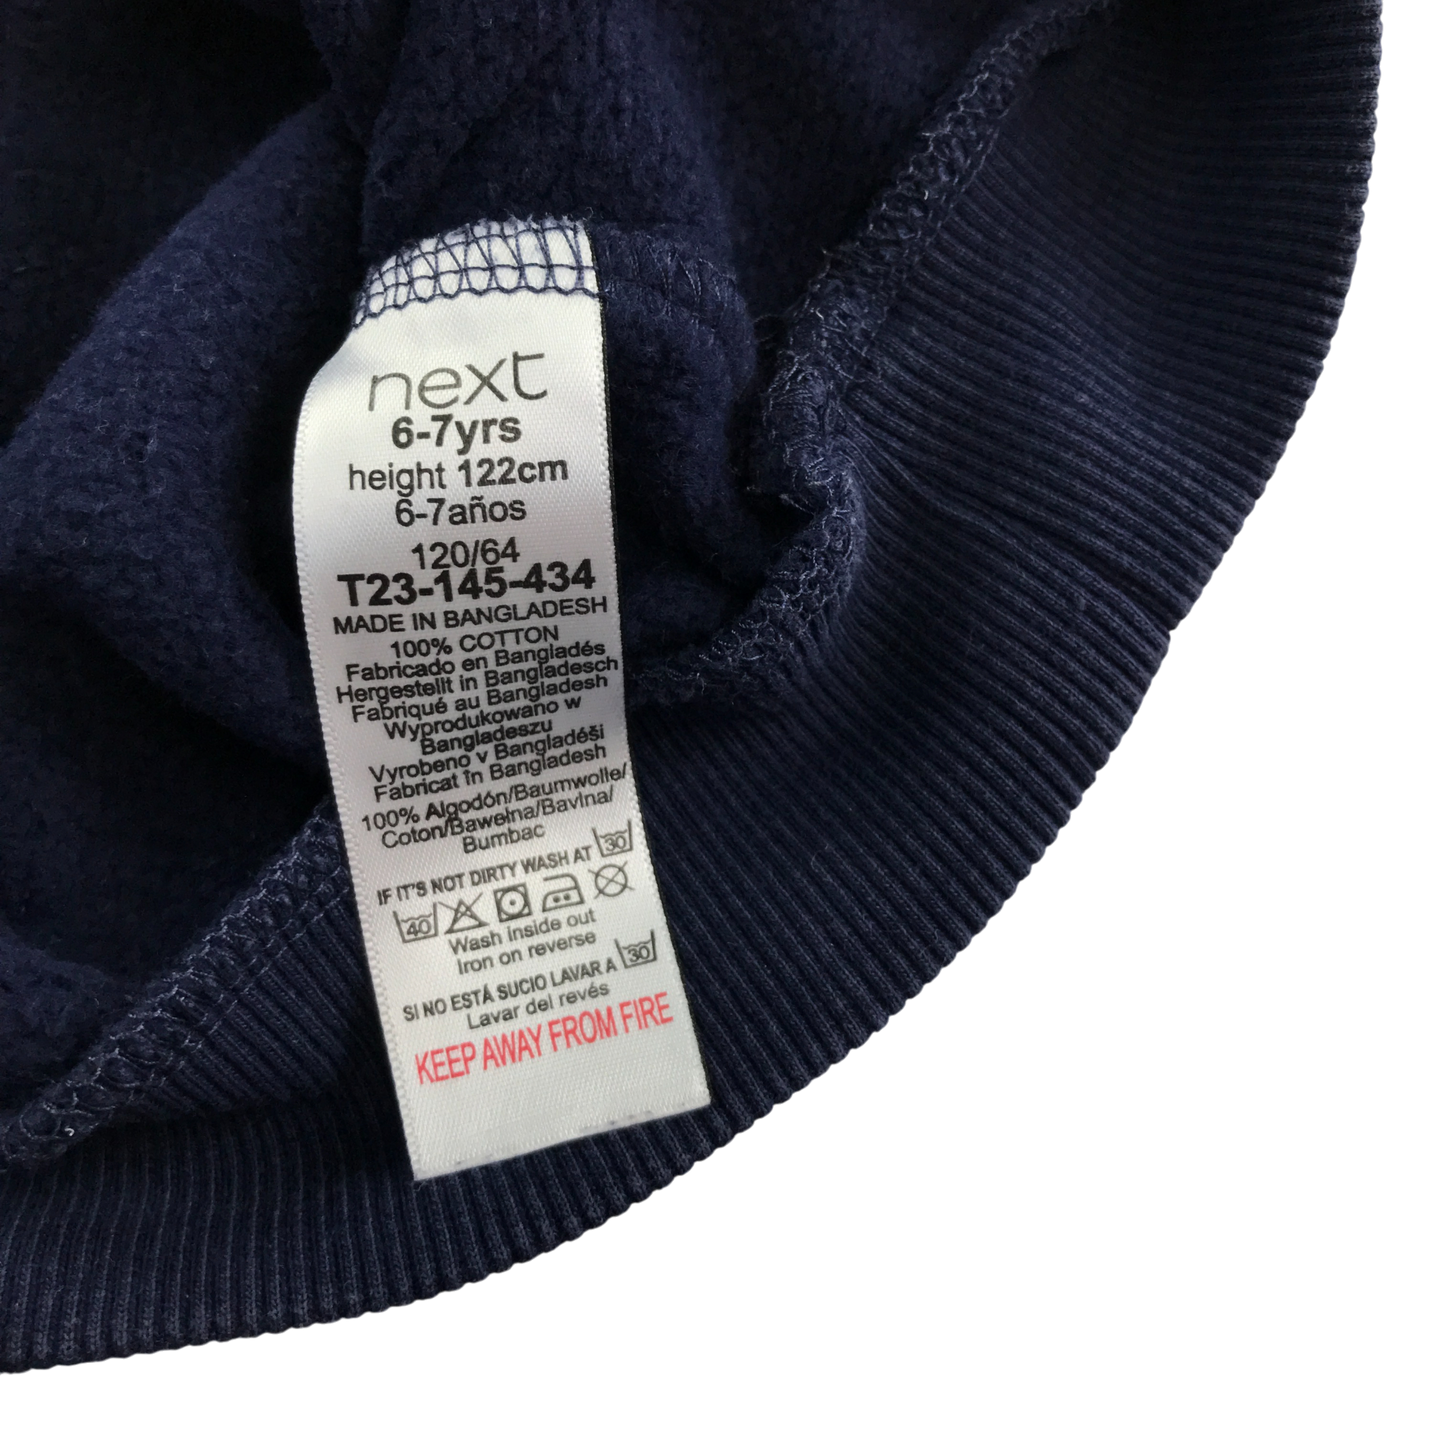 next
6-7yrs
height 122cm
6-7años
120/64
T23-145-434
MADE IN BANGLADESH
100% COTTON
Fabricado en Bangladés
Hergestellt in Bangladesch
Fabriqué au Bangladesh
Wyprodukowano w
Bangladeszu
Vyrobeno v Bangladéši
Fabricat în Bangladesh
100% Algodón/Baumwolle/
Coton/Bawełna/Bavlna/
Bumbac
IF IT'S NOT DIRTY WASH AT 30
40
Wash inside out
Iron on reverse
SI NO ESTÁ SUCIO LAVAR A 30
Lavar del revés
KEEP AWAY FROM FIRE